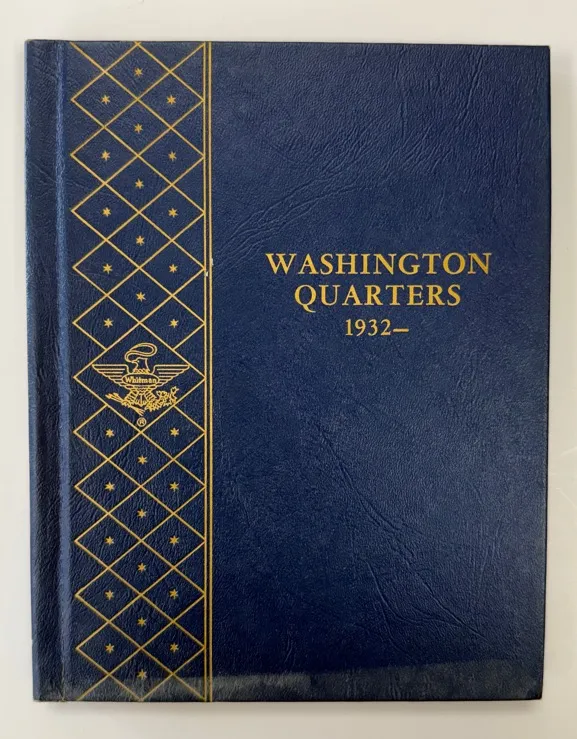 WASHINGTON
QUARTERS
1932–
Whitman
®